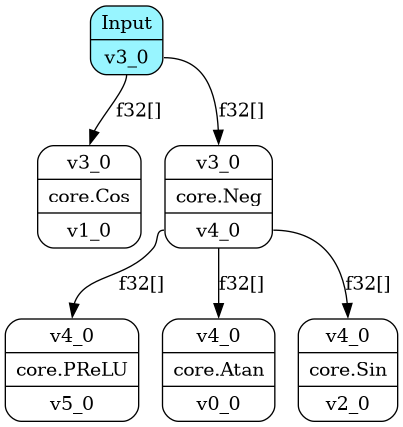 Input
v3_0
f32[]
f32[]
v3_0
core.Cos
v1_0
v3_0
core.Neg
v4_0
f32[]
f32[]
f32[]
v4_0
core.PReLU
v5_0
v4_0
core.Atan
v0_0
v4_0
core.Sin
v2_0